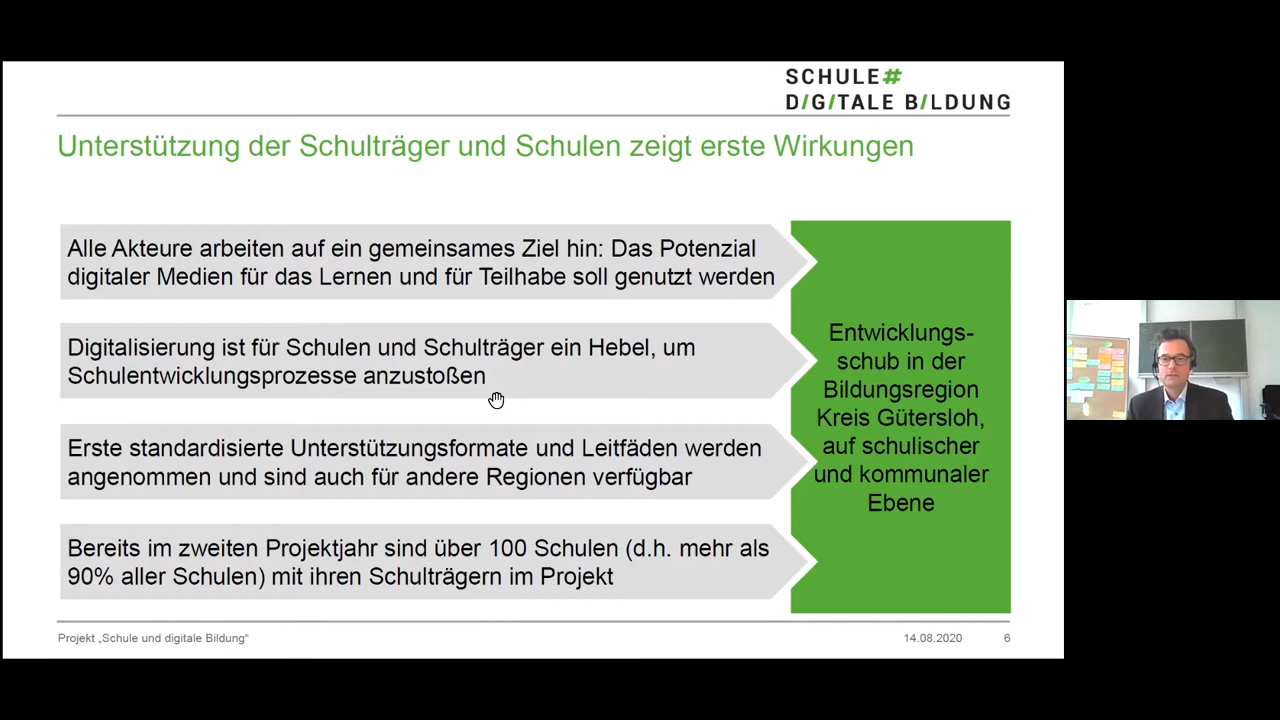 SCHULE#
DIGITALE BILDUNG
Unterstützung der Schulträger und Schulen zeigt erste Wirkungen
Alle Akteure arbeiten auf ein gemeinsames Ziel hin: Das Potenzial
digitaler Medien für das Lernen und für Teilhabe soll genutzt werden
Digitalisierung ist für Schulen und Schulträger ein Hebel, um
Schulentwicklungsprozesse anzustoßen
Erste standardisierte Unterstützungsformate und Leitfäden werden
angenommen und sind auch für andere Regionen verfügbar
Bereits im zweiten Projektjahr sind über 100 Schulen (d.h. mehr als
90% aller Schulen) mit ihren Schulträgern im Projekt
Entwicklungs-
schub in der
Bildungsregion
Kreis Gütersloh,
auf schulischer
und kommunaler
Ebene
Projekt „Schule und digitale Bildung“
14.08.2020
6